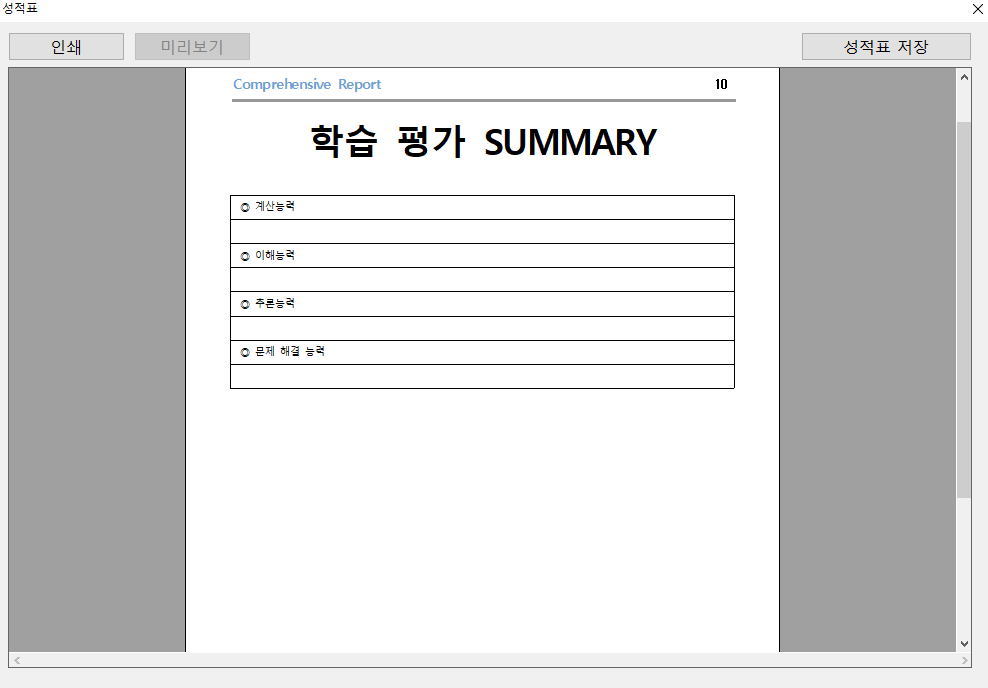 성적표
인쇄 미리보기 성적표 저장
Comprehensive Report 10
학습 평가 SUMMARY
◎ 계산능력
◎ 이해능력
◎ 추론능력
◎ 문제 해결 능력